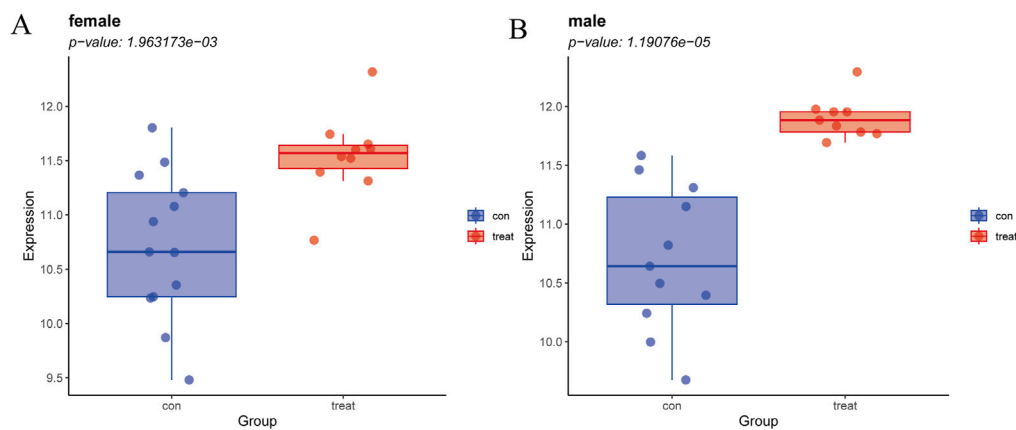 A
female
p-value: 1.963173e-03
Expression
12.0
11.5
11.0
10.5
10.0
9.5
con
treat
Group
con
treat
B
male
p-value: 1.19076e-05
Expression
12.0
11.5
11.0
10.5
10.0
con
treat
Group
con
treat